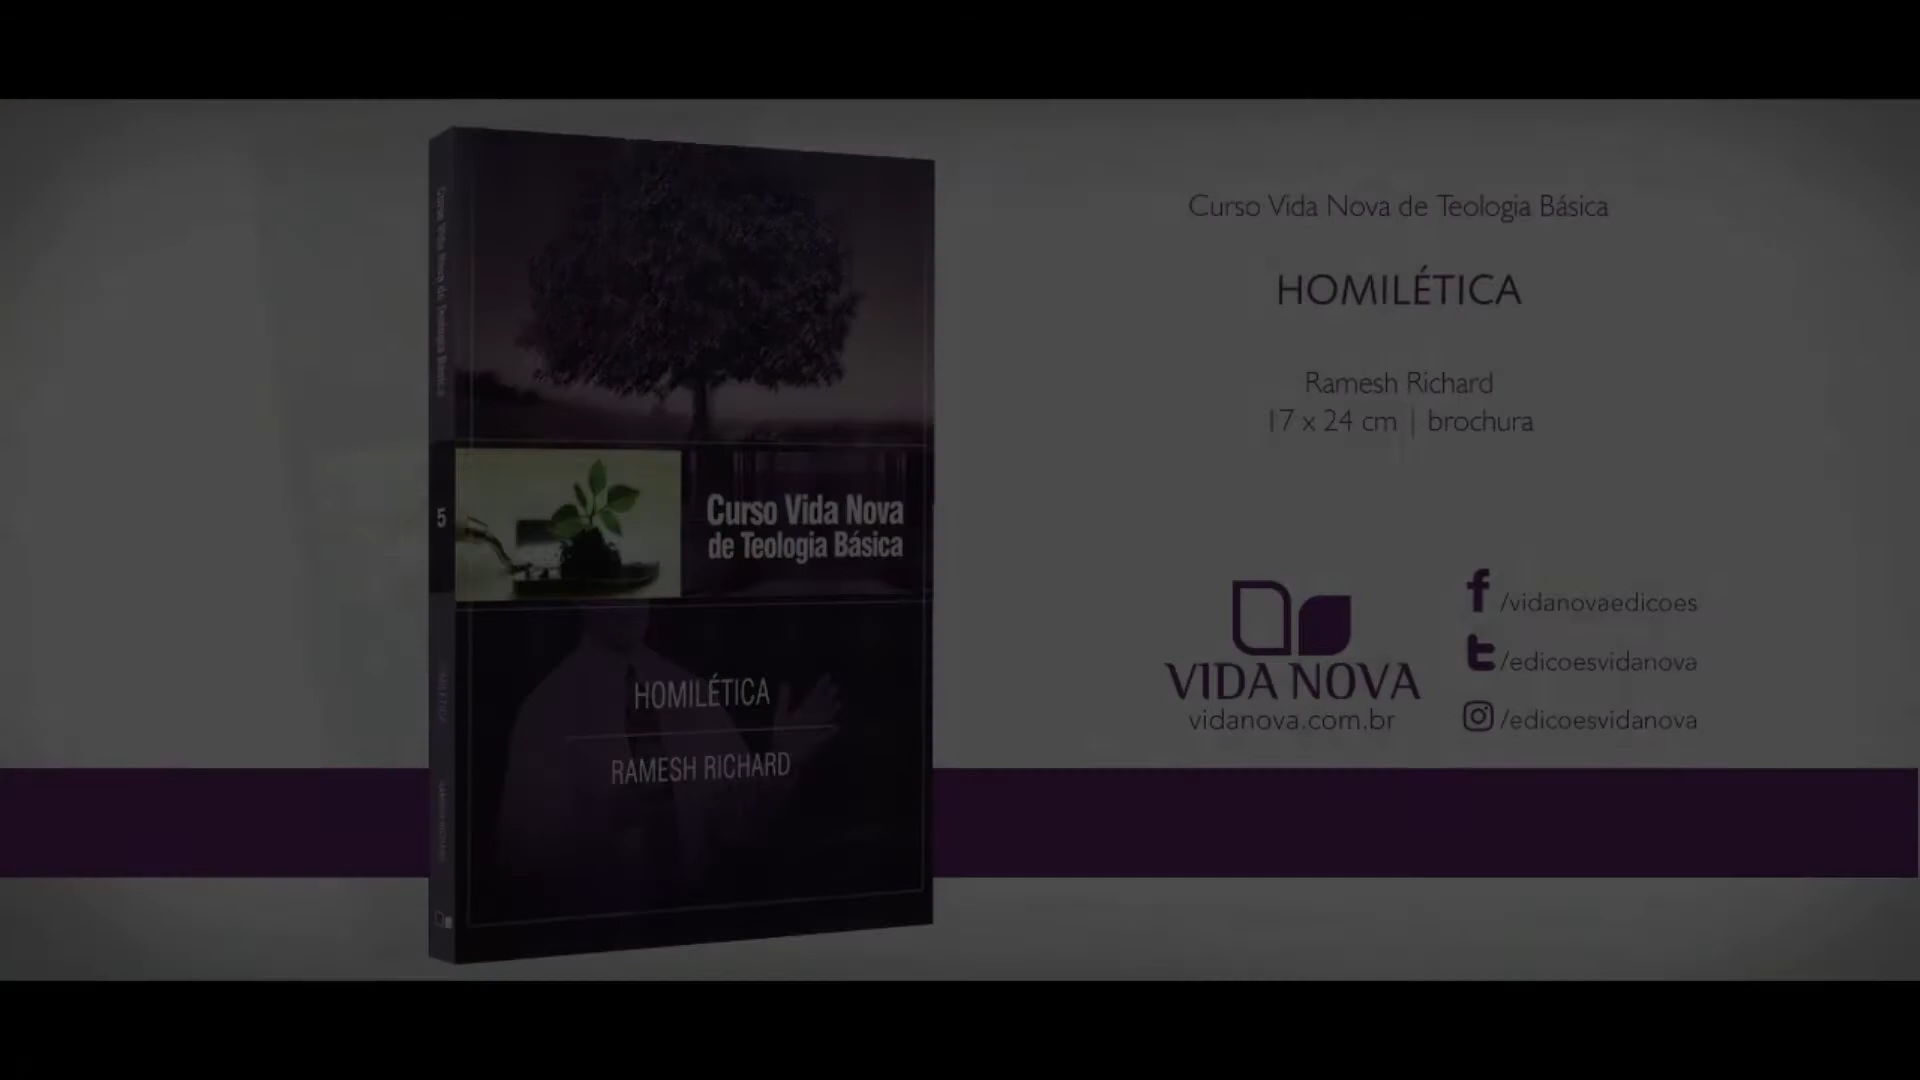 Curso Vida Nova de Teologia Básica
5
Curso Vida Nova
de Teologia Básica
HOMILÉTICA
RAMESH RICHARD
Curso Vida Nova de Teologia Básica
HOMILÉTICA
Ramesh Richard
17 x 24 cm | brochura
VIDA NOVA
vidanova.com.br
/vidanovaedicoes
/edicoesvidanova
/edicoesvidanova